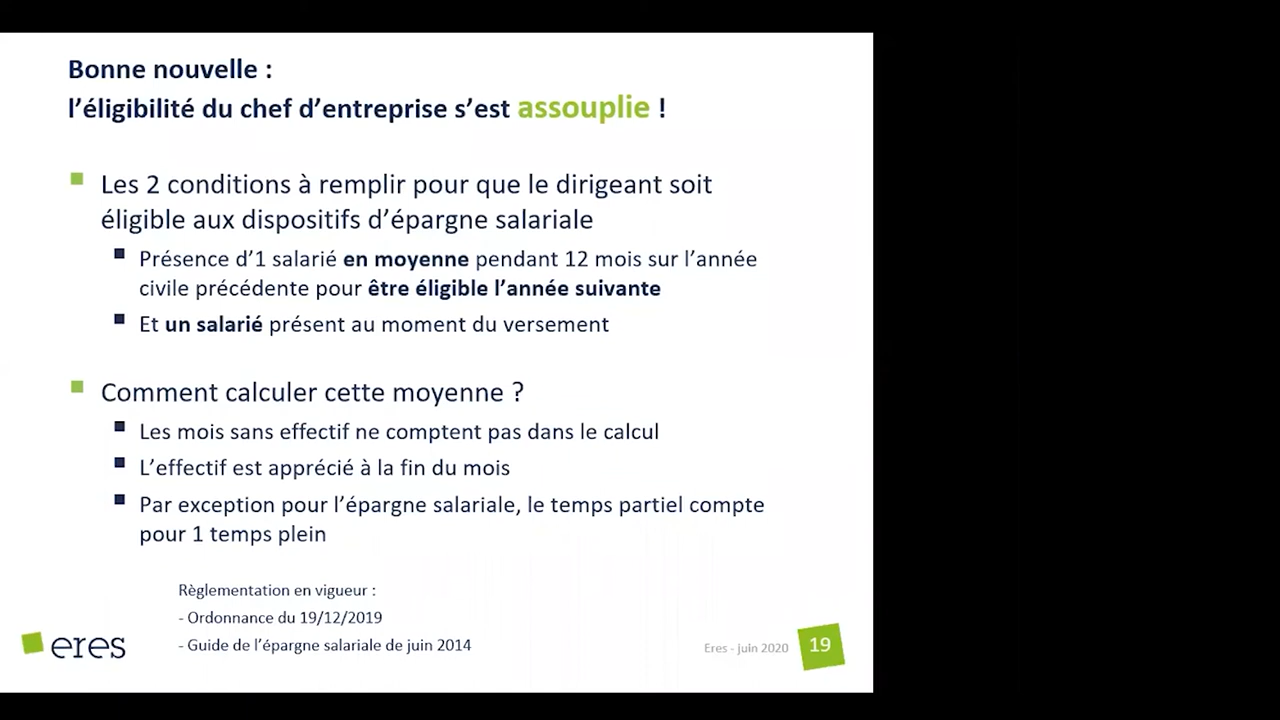 Bonne nouvelle :
l’éligibilité du chef d’entreprise s’est assouplie !
Les 2 conditions à remplir pour que le dirigeant soit
éligible aux dispositifs d’épargne salariale
Présence d’1 salarié en moyenne pendant 12 mois sur l’année
civile précédente pour être éligible l’année suivante
Et un salarié présent au moment du versement
Comment calculer cette moyenne ?
Les mois sans effectif ne comptent pas dans le calcul
L’effectif est apprécié à la fin du mois
Par exception pour l’épargne salariale, le temps partiel compte
pour 1 temps plein
Règlementation en vigueur :
- Ordonnance du 19/12/2019
- Guide de l’épargne salariale de juin 2014
eres
Eres - juin 2020
19